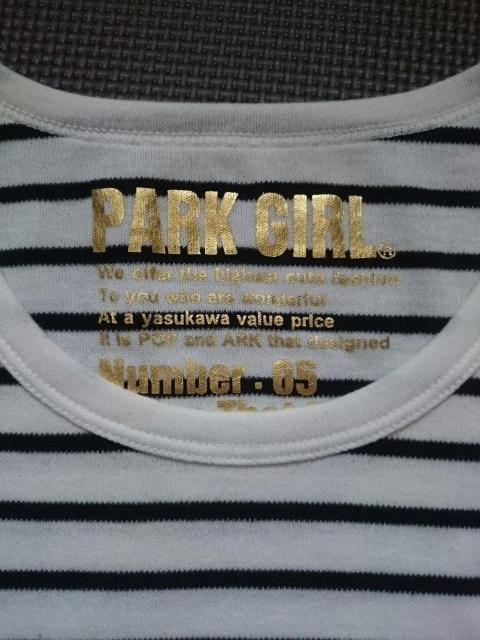 PARK GIRL®
We offer the highest cute fashion
To you who are wonderful
At a yasukawa value price
It is POP and ARK that designed
Number . 05